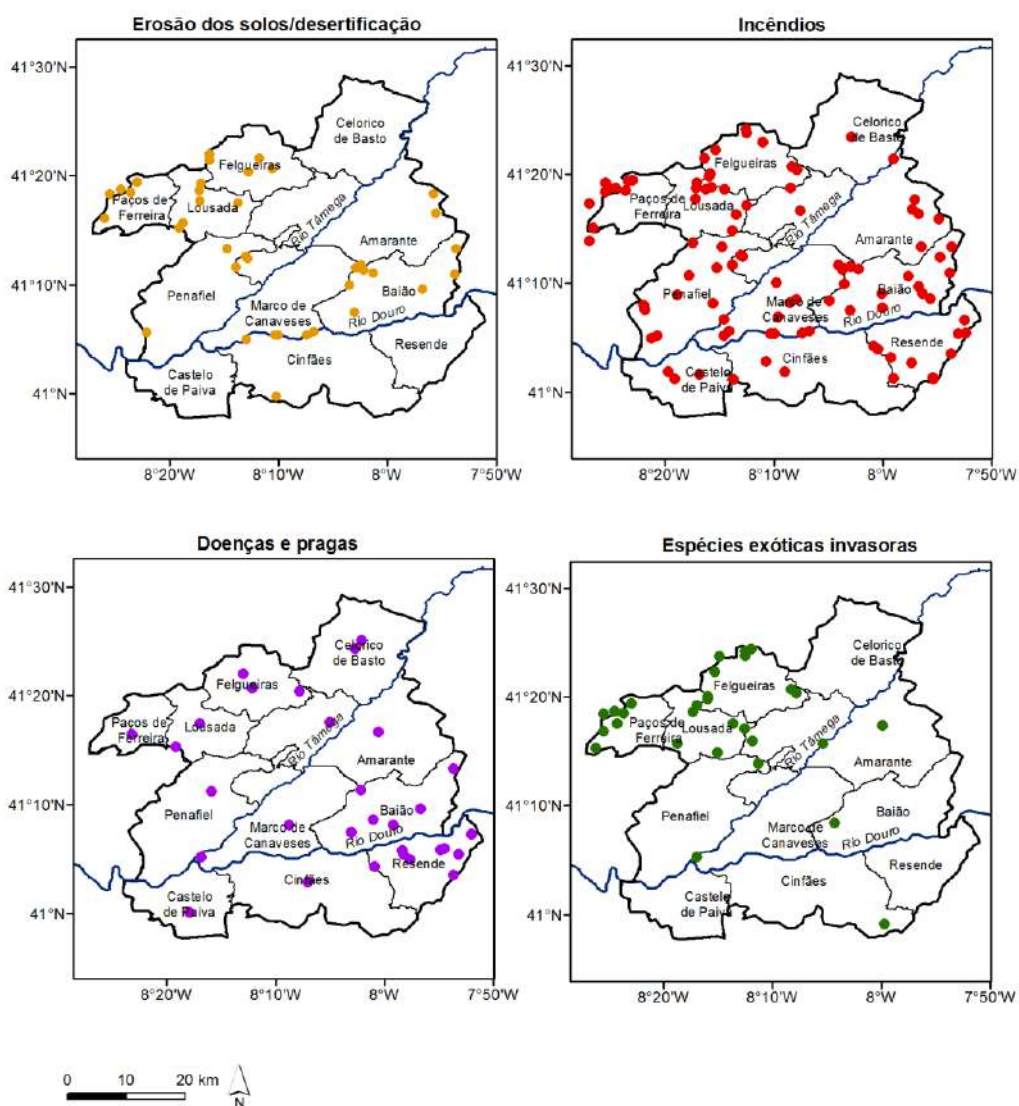 Erosão dos solos/desertificação
41°30'N
41°20'N
41°10'N
41°N
Celorico
de Basto
Felgueiras
Paços de
Ferreira
Lousada
Rio Tâmega
Amarante
Penafiel
Baião
Marco de
Canaveses
Rio Douro
Resende
Cinfães
Castelo
de Paiva
8°20'W
8°10'W
8°W
7°50'W
Incêndios
41°30'N
41°20'N
41°10'N
41°N
Celorico
de Basto
Felgueiras
Paços de
Ferreira
Lousada
Rio Tâmega
Amarante
Penafiel
Baião
Marco de
Canaveses
Rio Douro
Resende
Cinfães
Castelo
de Paiva
8°20'W
8°10'W
8°W
7°50'W
Doenças e pragas
41°30'N
41°20'N
41°10'N
41°N
Celorico
de Basto
Felgueiras
Paços de
Ferreira
Lousada
Rio Tâmega
Amarante
Penafiel
Baião
Marco de
Canaveses
Rio Douro
Resende
Cinfães
Castelo
de Paiva
8°20'W
8°10'W
8°W
7°50'W
Espécies exóticas invasoras
41°30'N
41°20'N
41°10'N
41°N
Celorico
de Basto
Felgueiras
Paços de
Ferreira
Lousada
Rio Tâmega
Amarante
Penafiel
Baião
Marco de
Canaveses
Rio Douro
Resende
Cinfães
Castelo
de Paiva
8°20'W
8°10'W
8°W
7°50'W
0 10 20 km
N